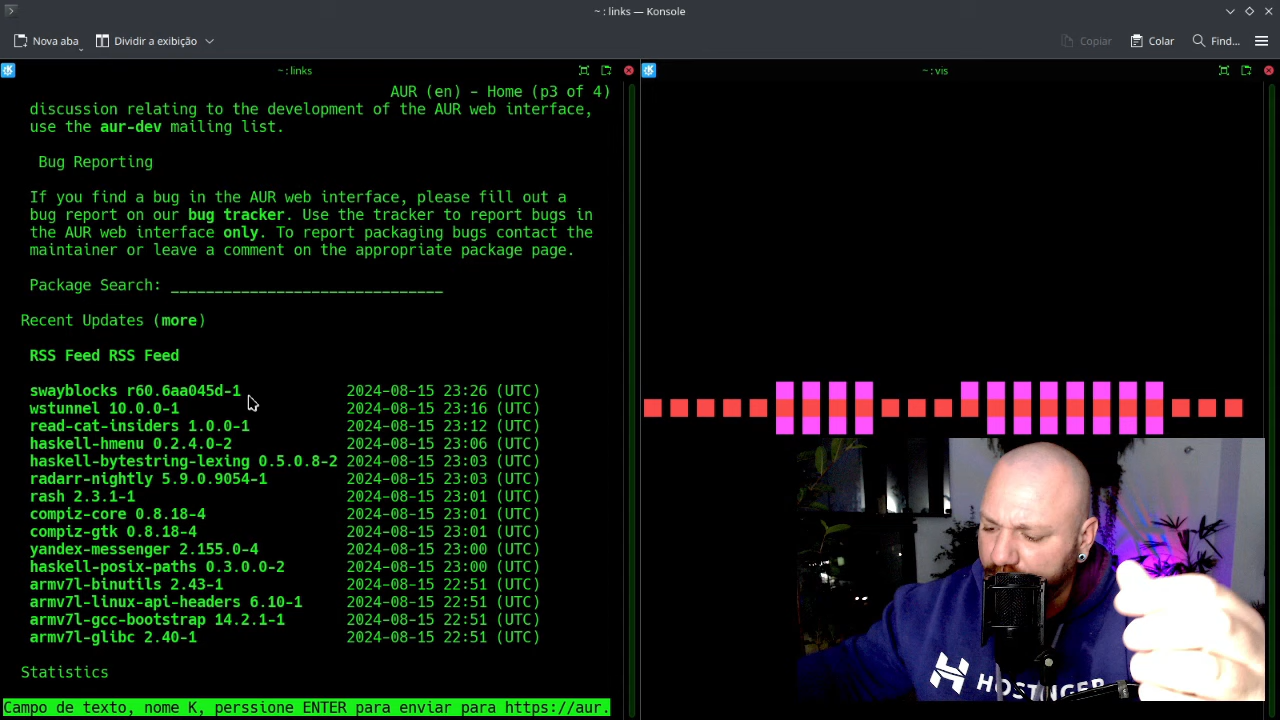 ~ : links — Konsole
Nova aba
Dividir a exibição
Copiar
Colar
Find...
~ : links
~ : vis
AUR (en) - Home (p3 of 4)
discussion relating to the development of the AUR web interface,
use the aur-dev mailing list.
Bug Reporting
If you find a bug in the AUR web interface, please fill out a
bug report on our bug tracker. Use the tracker to report bugs in
the AUR web interface only. To report packaging bugs contact the
maintainer or leave a comment on the appropriate package page.
Package Search: _______________________________
Recent Updates (more)
RSS Feed RSS Feed
swayblocks r60.6aa045d-1 2024-08-15 23:26 (UTC)
wstunnel 10.0.0-1 2024-08-15 23:16 (UTC)
read-cat-insiders 1.0.0-1 2024-08-15 23:12 (UTC)
haskell-hmenu 0.2.4.0-2 2024-08-15 23:06 (UTC)
haskell-bytestring-lexing 0.5.0.8-2 2024-08-15 23:03 (UTC)
radarr-nightly 5.9.0.9054-1 2024-08-15 23:03 (UTC)
rash 2.3.1-1 2024-08-15 23:01 (UTC)
compiz-core 0.8.18-4 2024-08-15 23:01 (UTC)
compiz-gtk 0.8.18-4 2024-08-15 23:01 (UTC)
yandex-messenger 2.155.0-4 2024-08-15 23:00 (UTC)
haskell-posix-paths 0.3.0.0-2 2024-08-15 23:00 (UTC)
armv7l-binutils 2.43-1 2024-08-15 22:51 (UTC)
armv7l-linux-api-headers 6.10-1 2024-08-15 22:51 (UTC)
armv7l-gcc-bootstrap 14.2.1-1 2024-08-15 22:51 (UTC)
armv7l-glibc 2.40-1 2024-08-15 22:51 (UTC)
Statistics
Campo de texto, nome K, perssione ENTER para enviar para https://aur.
HOSTINGER